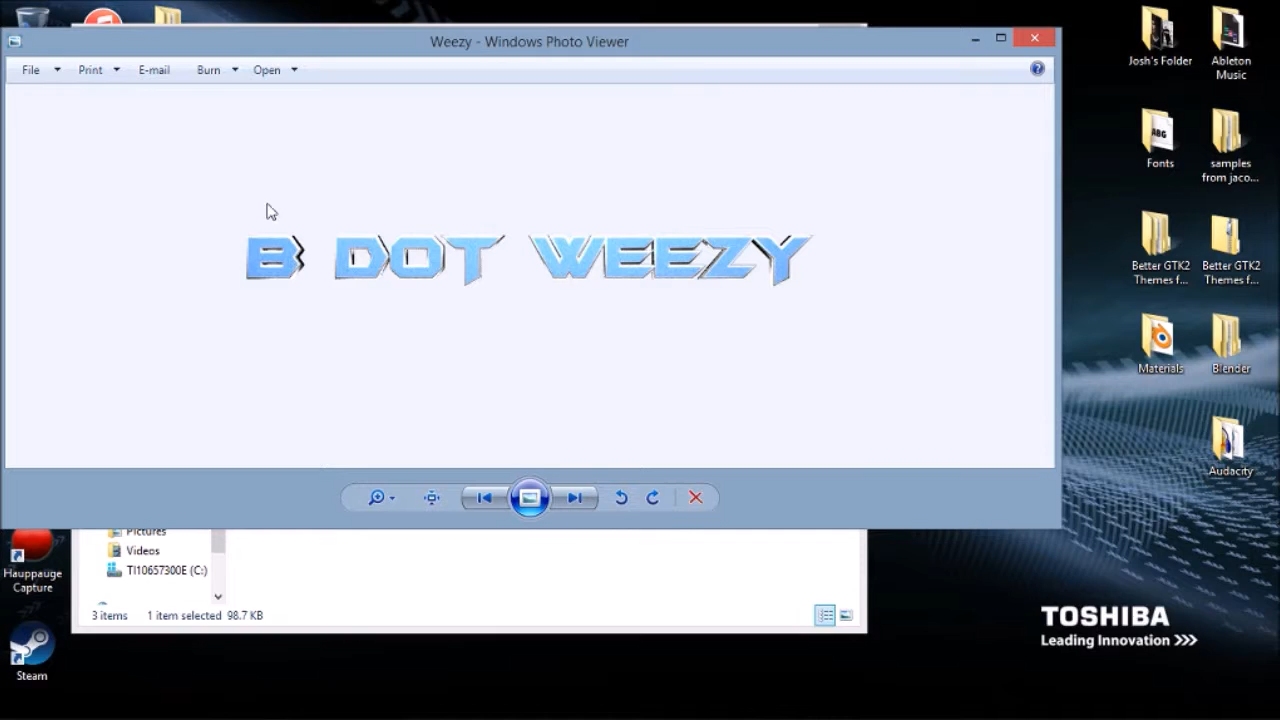 Weezy - Windows Photo Viewer
File Print E-mail Burn Open
B DOT WEEZY
Josh's Folder
Ableton
Music
ABG
Fonts
samples
from jaco...
Better GTK2
Themes f...
Better GTK2
Themes f...
Materials
Blender
Audacity
Pictures
Videos
TI10657300E (C:)
3 items 1 item selected 98.7 KB
Hauppauge
Capture
Steam
TOSHIBA
Leading Innovation >>>